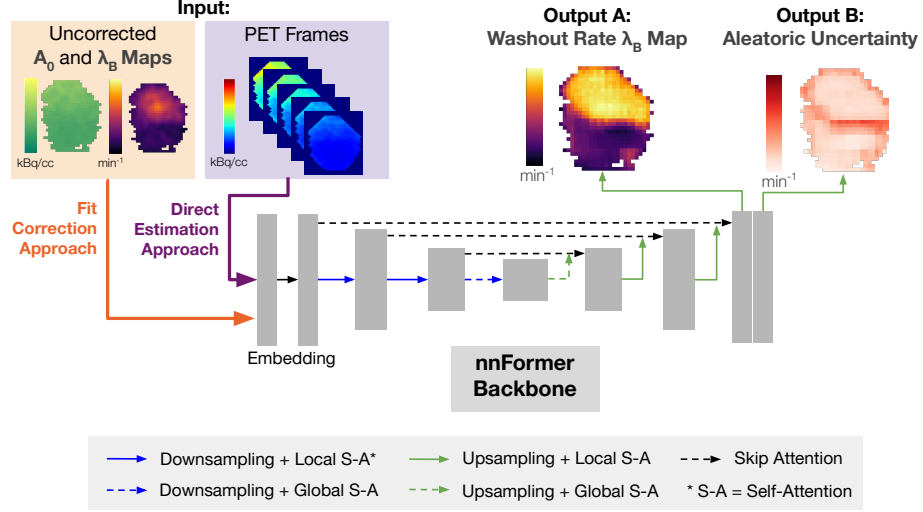 Input:
Uncorrected
A₀ and λ_B Maps
kBq/cc
min⁻¹
PET Frames
kBq/cc
Output A:
Washout Rate λ_B Map
min⁻¹
Output B:
Aleatoric Uncertainty
min⁻¹
Fit
Correction
Approach
Direct
Estimation
Approach
Embedding
nnFormer
Backbone
Downsampling + Local S-A*
Downsampling + Global S-A
Upsampling + Local S-A
Upsampling + Global S-A
Skip Attention
* S-A = Self-Attention